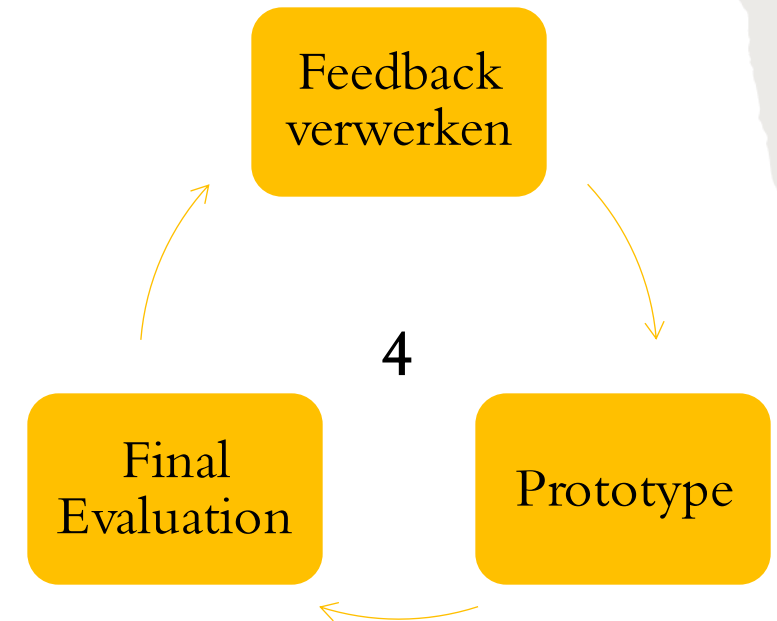 Feedback
verwerken
4
Final
Evaluation
Prototype